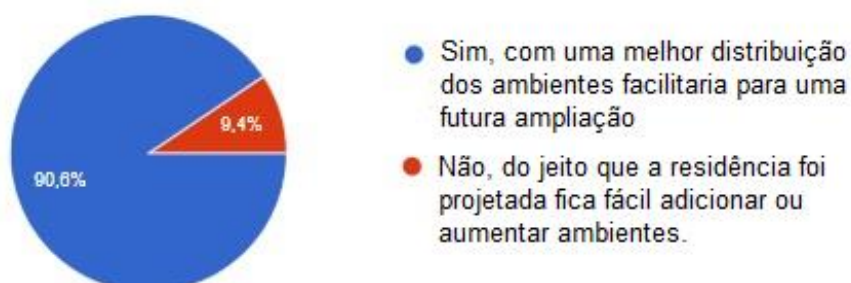 90,6%
9,4%
Sim, com uma melhor distribuição
dos ambientes facilitaria para uma
futura ampliação
Não, do jeito que a residência foi
projetada fica fácil adicionar ou
aumentar ambientes.